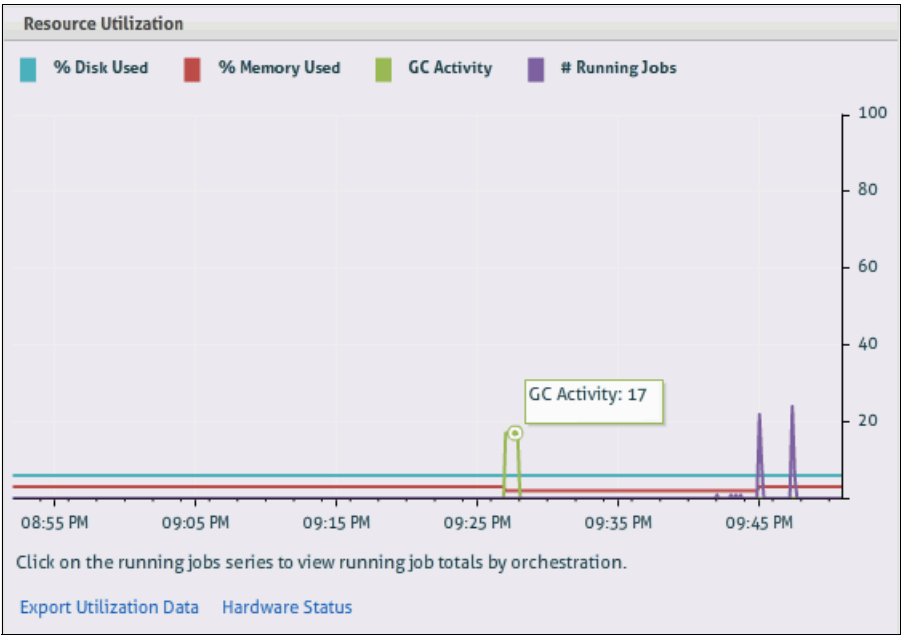 Resource Utilization
% Disk Used % Memory Used GC Activity # Running Jobs
100
80
60
40
GC Activity: 17
20
08:55 PM 09:05 PM 09:15 PM 09:25 PM 09:35 PM 09:45 PM
Click on the running jobs series to view running job totals by orchestration.
Export Utilization Data Hardware Status